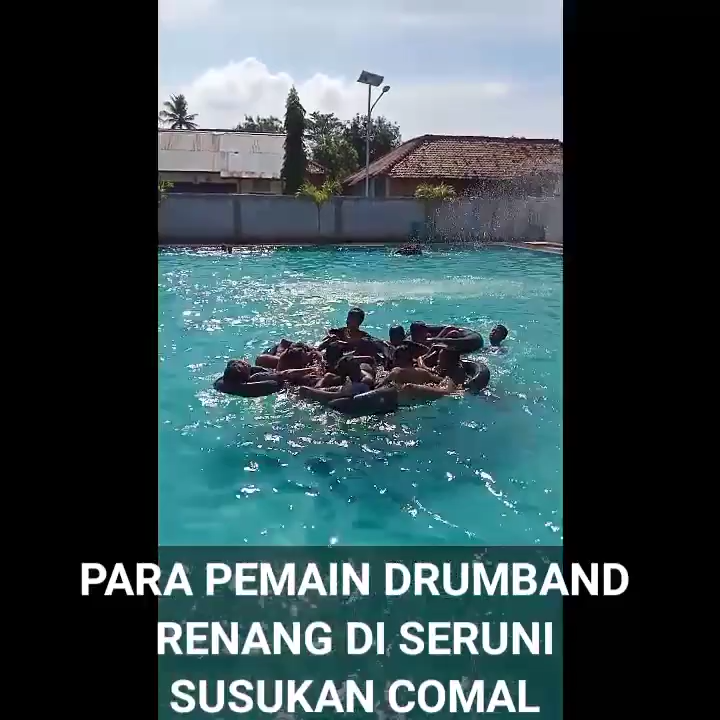 PARA PEMAIN DRUMBAND
RENANG DI SERUNI
SUSUKAN COMAL